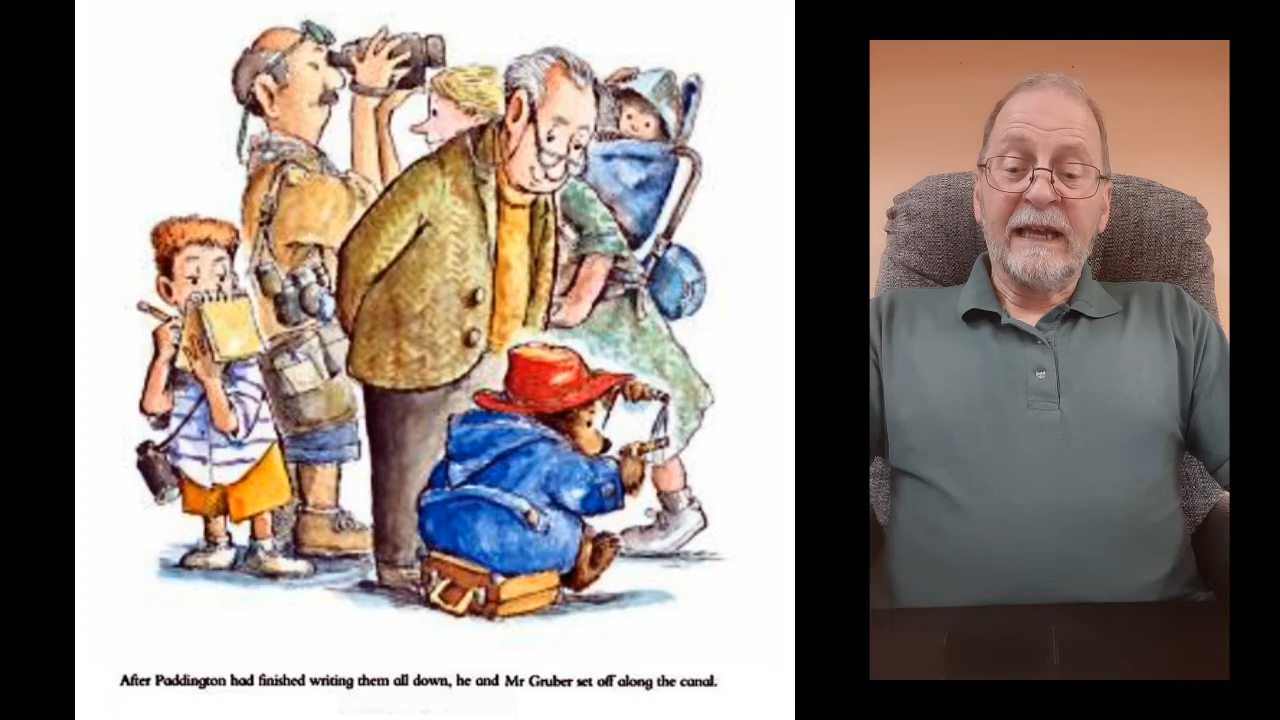 After Paddington had finished writing them all down, he and Mr Gruber set off along the canal.